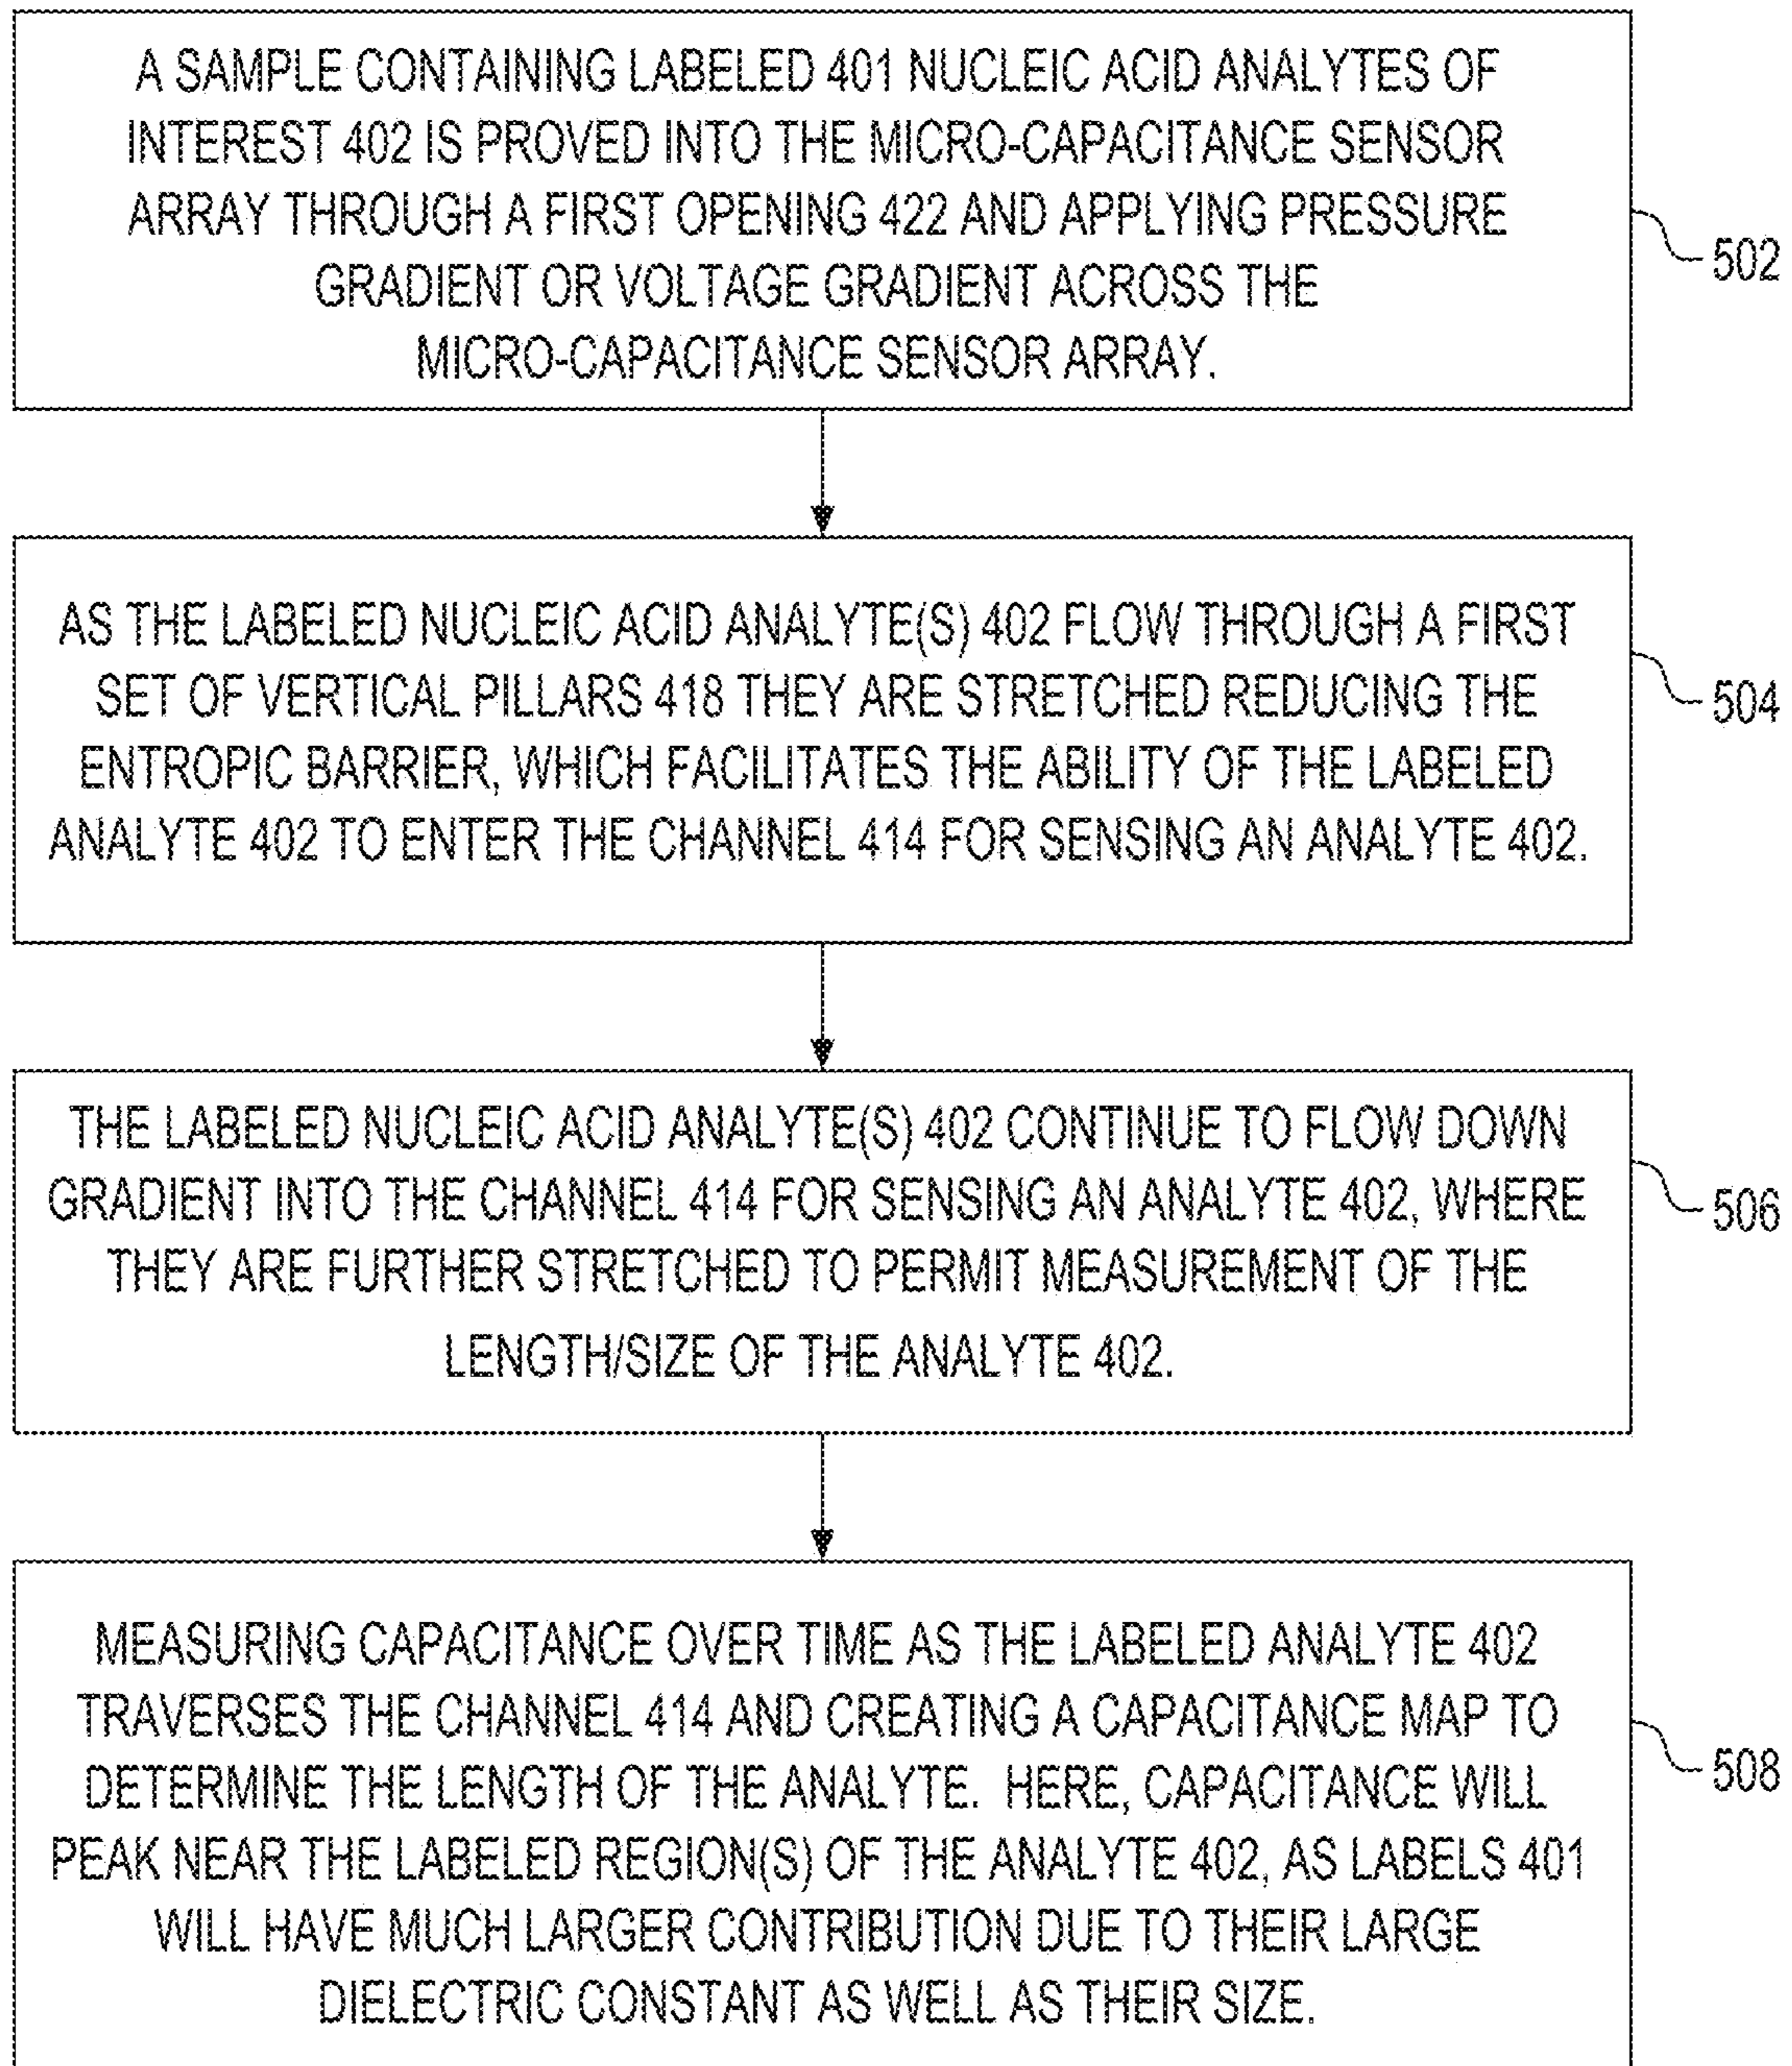 A SAMPLE CONTAINING LABELED 401 NUCLEIC ACID ANALYTES OF
INTEREST 402 IS PROVED INTO THE MICRO-CAPACITANCE SENSOR
ARRAY THROUGH A FIRST OPENING 422 AND APPLYING PRESSURE
GRADIENT OR VOLTAGE GRADIENT ACROSS THE
MICRO-CAPACITANCE SENSOR ARRAY.
502
AS THE LABELED NUCLEIC ACID ANALYTE(S) 402 FLOW THROUGH A FIRST
SET OF VERTICAL PILLARS 418 THEY ARE STRETCHED REDUCING THE
ENTROPIC BARRIER, WHICH FACILITATES THE ABILITY OF THE LABELED
ANALYTE 402 TO ENTER THE CHANNEL 414 FOR SENSING AN ANALYTE 402.
504
THE LABELED NUCLEIC ACID ANALYTE(S) 402 CONTINUE TO FLOW DOWN
GRADIENT INTO THE CHANNEL 414 FOR SENSING AN ANALYTE 402, WHERE
THEY ARE FURTHER STRETCHED TO PERMIT MEASUREMENT OF THE
LENGTH/SIZE OF THE ANALYTE 402.
506
MEASURING CAPACITANCE OVER TIME AS THE LABELED ANALYTE 402
TRAVERSES THE CHANNEL 414 AND CREATING A CAPACITANCE MAP TO
DETERMINE THE LENGTH OF THE ANALYTE. HERE, CAPACITANCE WILL
PEAK NEAR THE LABELED REGION(S) OF THE ANALYTE 402, AS LABELS 401
WILL HAVE MUCH LARGER CONTRIBUTION DUE TO THEIR LARGE
DIELECTRIC CONSTANT AS WELL AS THEIR SIZE.
508